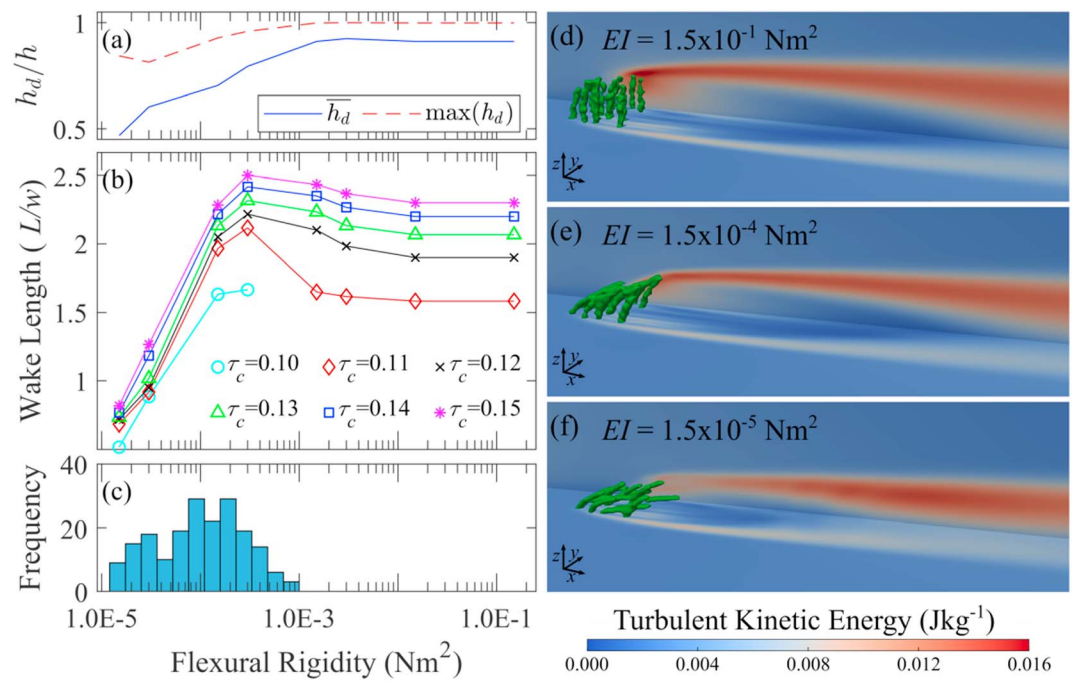 (a)
1
0.5
h_d/h
\overline{h_d} max(h_d)
(b)
2.5
2
1.5
1
Wake Length ( L/w)
τ_c=0.10 τ_c=0.11 τ_c=0.12
τ_c=0.13 τ_c=0.14 τ_c=0.15
(c)
40
20
0
Frequency
1.0E-5 1.0E-3 1.0E-1
Flexural Rigidity (Nm²)
(d) EI = 1.5x10⁻¹ Nm²
z y
x
(e) EI = 1.5x10⁻⁴ Nm²
z y
x
(f) EI = 1.5x10⁻⁵ Nm²
z y
x
Turbulent Kinetic Energy (Jkg⁻¹)
0.000 0.004 0.008 0.012 0.016